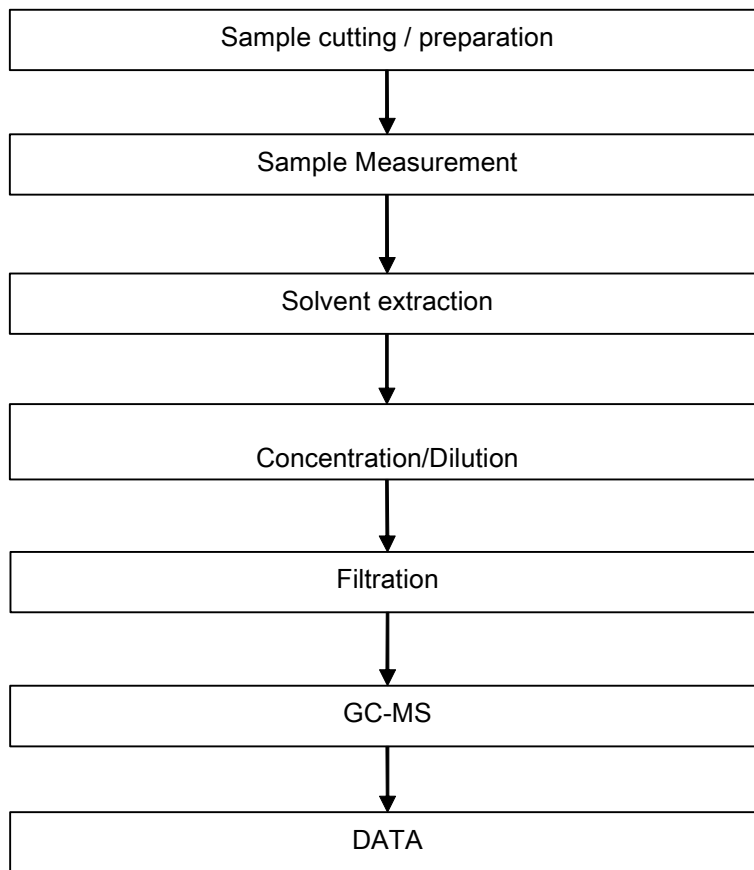 Sample cutting / preparation
Sample Measurement
Solvent extraction
Concentration/Dilution
Filtration
GC-MS
DATA